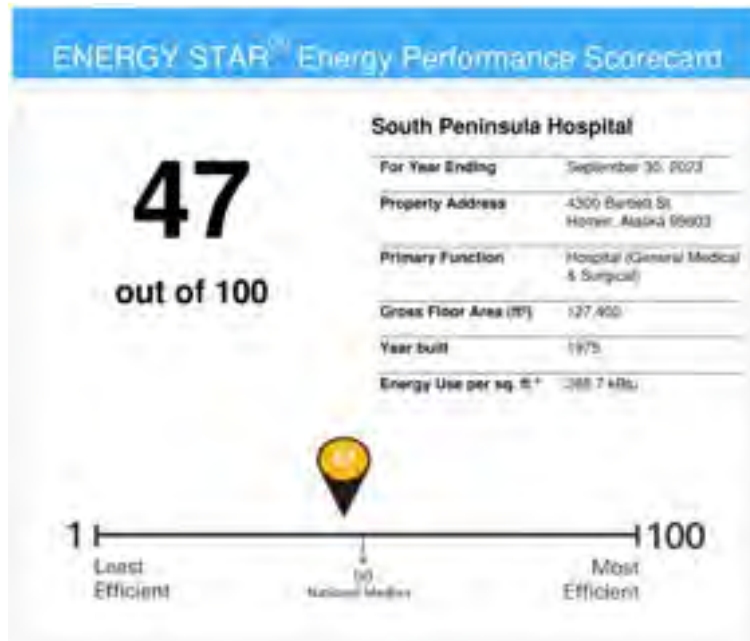 ENERGY STAR® Energy Performance Scorecard
47
out of 100
South Peninsula Hospital
For Year Ending September 30, 2023
Property Address 4300 Bartlett St
Homer, Alaska 99603
Primary Function Hospital (General Medical
& Surgical)
Gross Floor Area (ft²)
Year built 1975
Energy Use per sq. ft.*
47
1
100
Least
Efficient
50
National Median
Most
Efficient